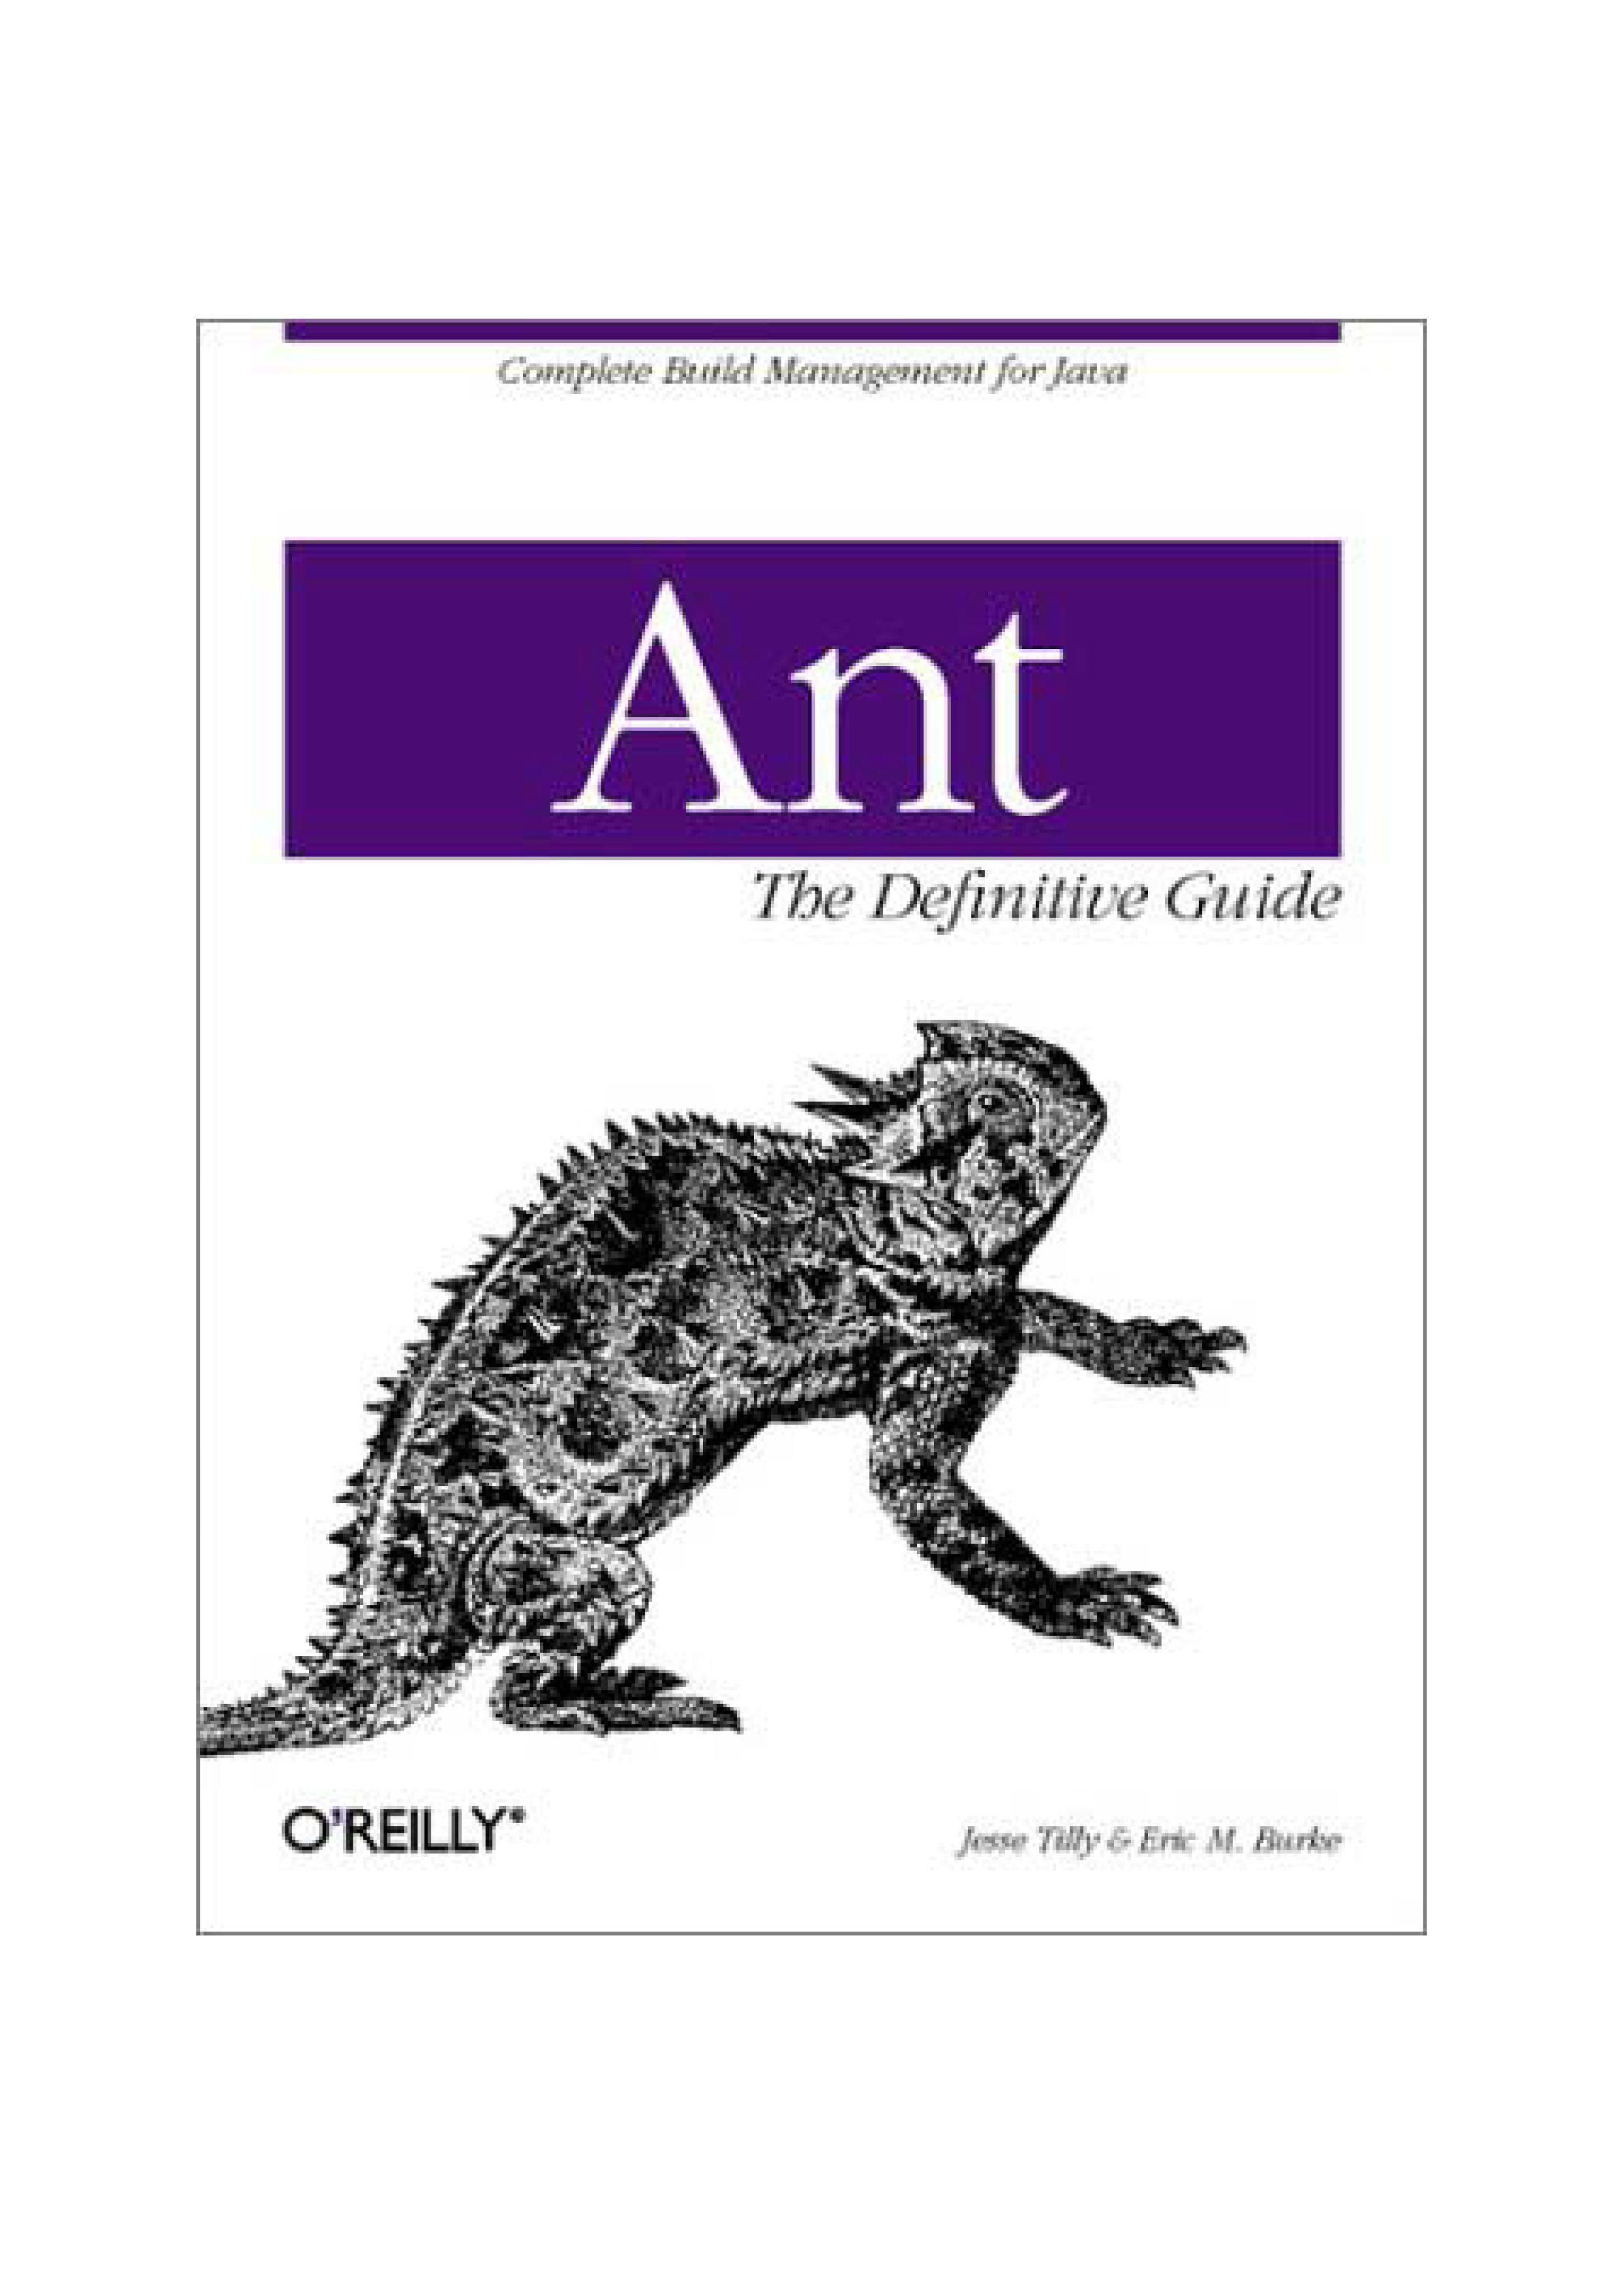 Complete Build Management for Java
Ant
The Definitive Guide
O'REILLY®
Jesse Tilly & Eric M. Burke